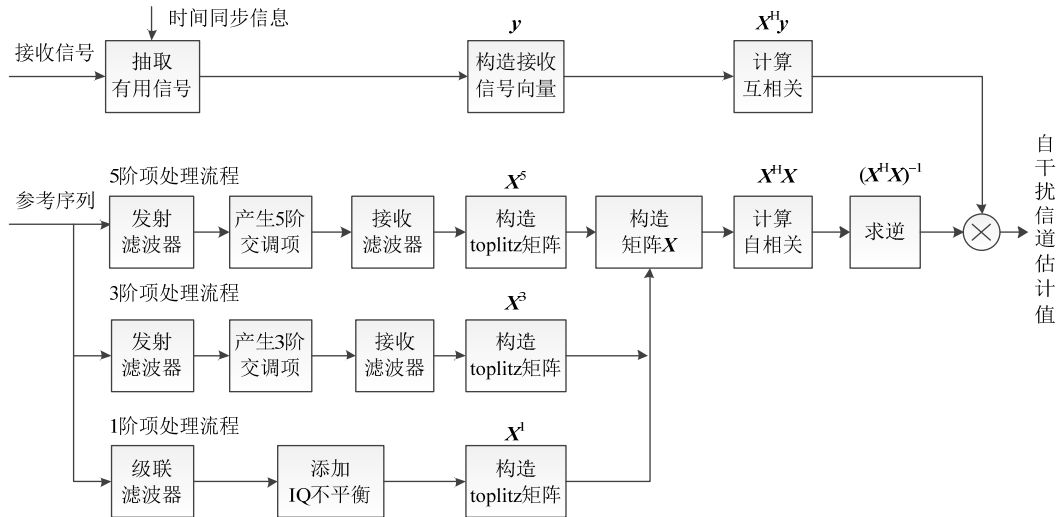 时间同步信息
接收信号
抽取
有用信号
y
构造接收
信号向量
X^H y
计算
互相关
5阶项处理流程
参考序列
发射
滤波器
产生5阶
交调项
接收
滤波器
X^5
构造
toplitz矩阵
构造
矩阵X
X^H X
计算
自相关
(X^H X)^-1
求逆
自干扰信道估计值
3阶项处理流程
发射
滤波器
产生3阶
交调项
接收
滤波器
X^3
构造
toplitz矩阵
1阶项处理流程
级联
滤波器
添加
IQ不平衡
X^1
构造
toplitz矩阵